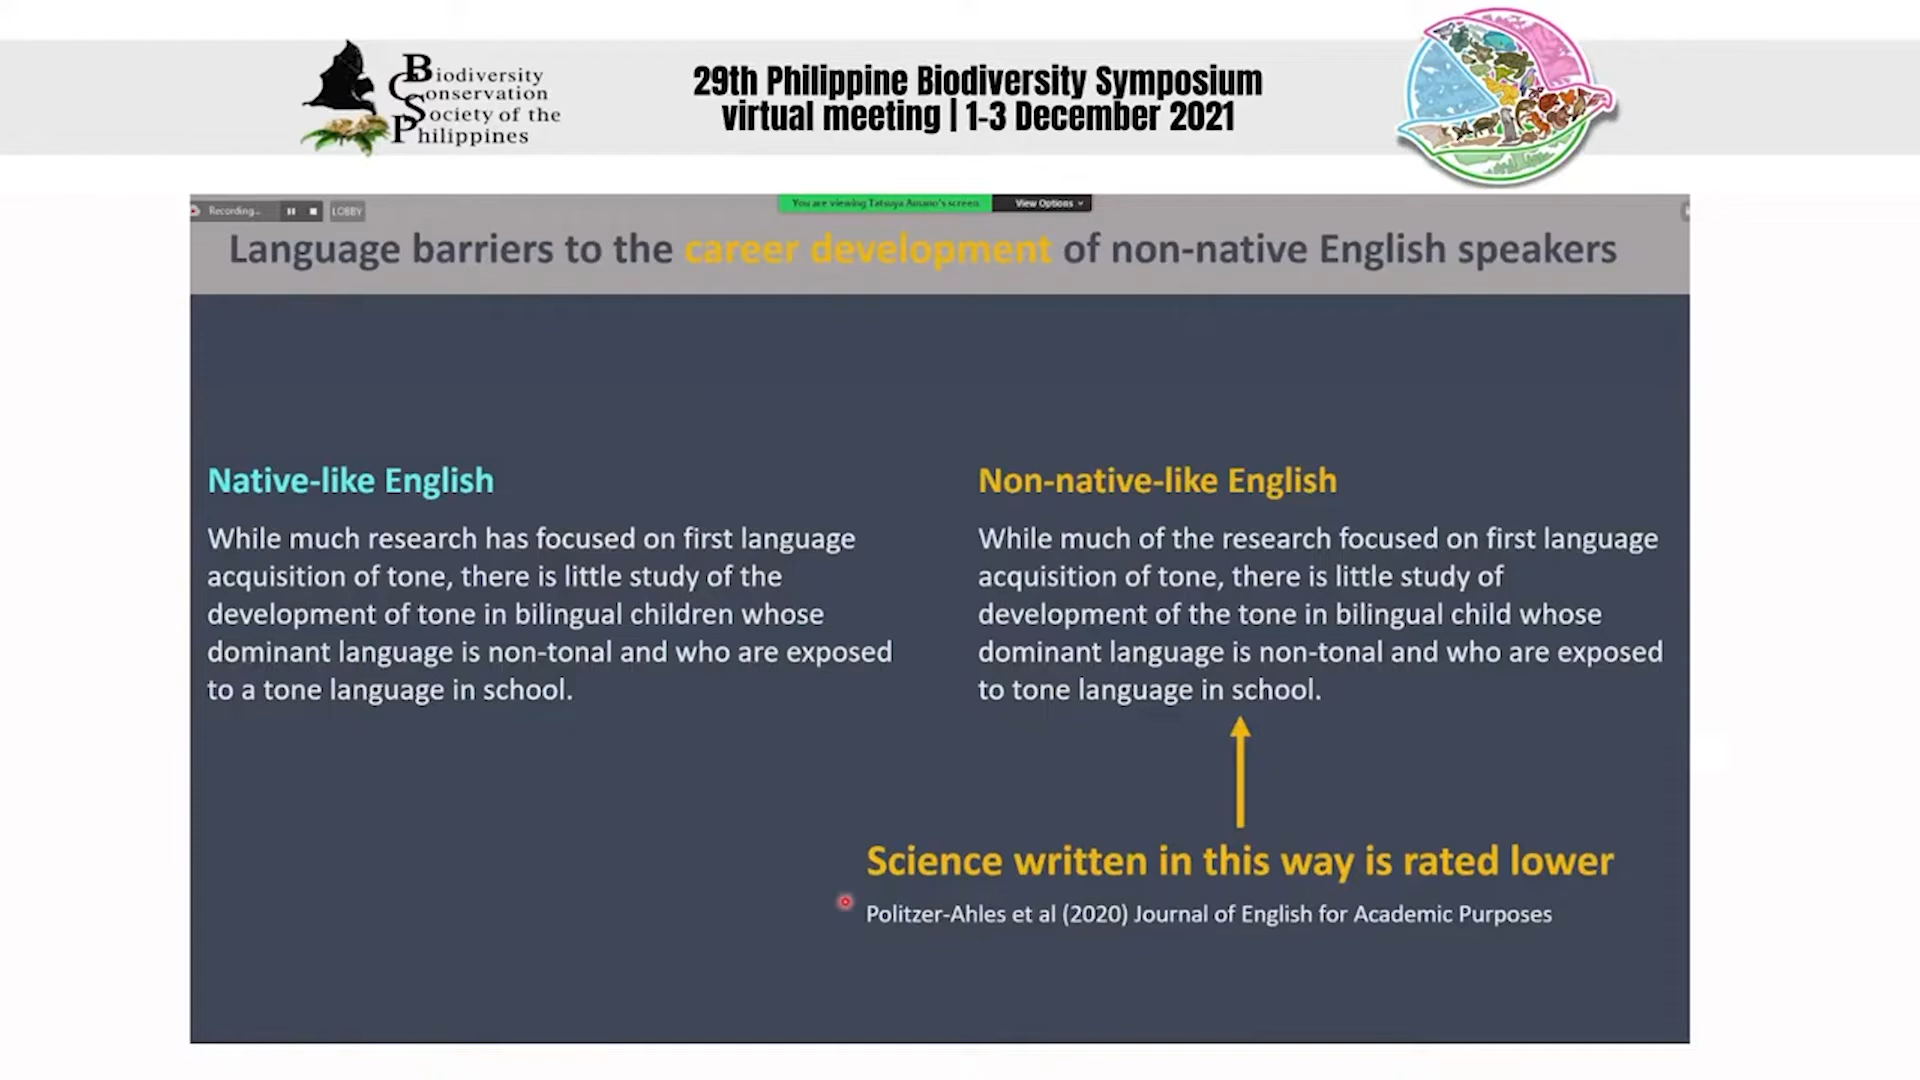 Biodiversity
Conservation
Society of the
Philippines
29th Philippine Biodiversity Symposium
virtual meeting | 1-3 December 2021
Recording...
LOBBY
You are viewing Tatsuya Amano's screen
View Options
Language barriers to the career development of non-native English speakers
Native-like English
While much research has focused on first language
acquisition of tone, there is little study of the
development of tone in bilingual children whose
dominant language is non-tonal and who are exposed
to a tone language in school.
Non-native-like English
While much of the research focused on first language
acquisition of tone, there is little study of
development of the tone in bilingual child whose
dominant language is non-tonal and who are exposed
to tone language in school.
Science written in this way is rated lower
Politzer-Ahles et al (2020) Journal of English for Academic Purposes